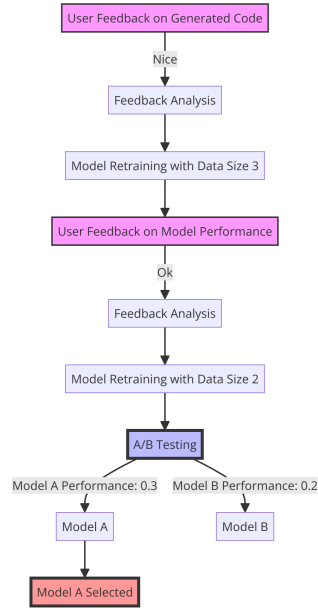 User Feedback on Generated Code
Nice
Feedback Analysis
Model Retraining with Data Size 3
User Feedback on Model Performance
Ok
Feedback Analysis
Model Retraining with Data Size 2
A/B Testing
Model A Performance: 0.3
Model B Performance: 0.2
Model A
Model B
Model A Selected